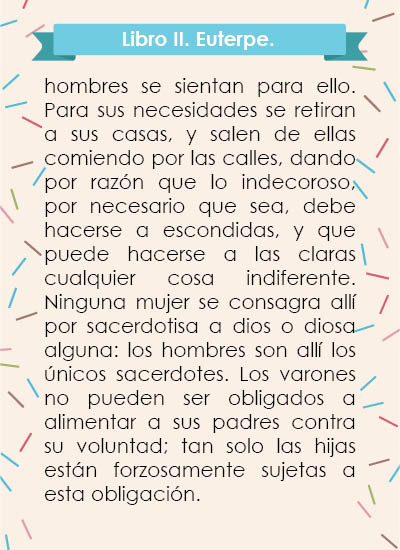 Libro II. Euterpe.
hombres se sientan para ello.
Para sus necesidades se retiran
a sus casas, y salen de ellas
comiendo por las calles, dando
por razón que lo indecoroso,
por necesario que sea, debe
hacerse a escondidas, y que
puede hacerse a las claras
cualquier cosa indiferente.
Ninguna mujer se consagra allí
por sacerdotisa a dios o diosa
alguna: los hombres son allí los
únicos sacerdotes. Los varones
no pueden ser obligados a
alimentar a sus padres contra
su voluntad; tan solo las hijas
están forzosamente sujetas a
esta obligación.